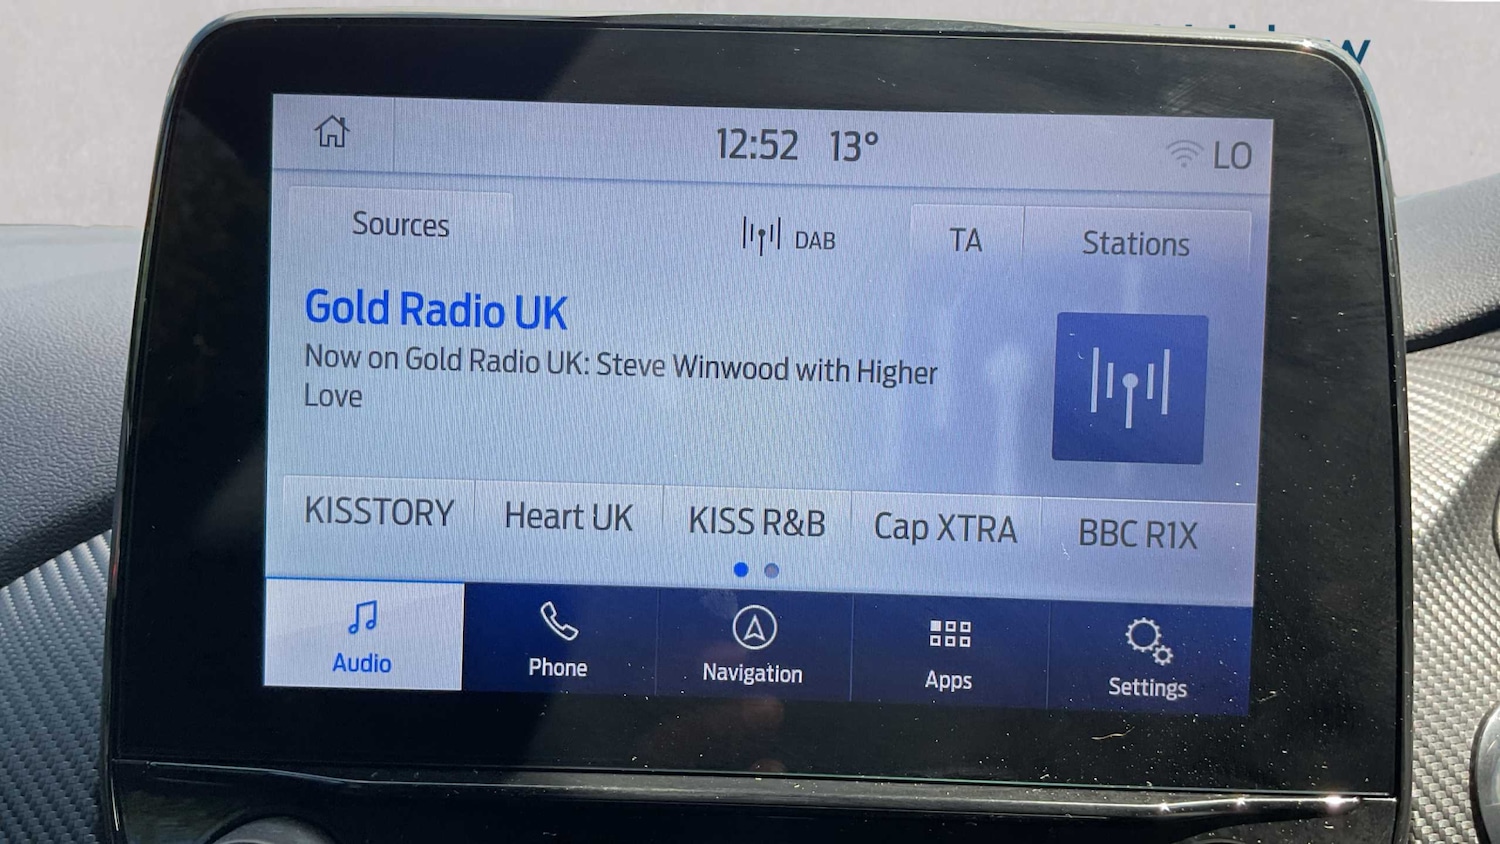 12:52 13° LO
Sources DAB TA Stations
Gold Radio UK
Now on Gold Radio UK: Steve Winwood with Higher
Love
KISSTORY Heart UK KISS R&B Cap XTRA BBC R1X
Audio Phone Navigation Apps Settings